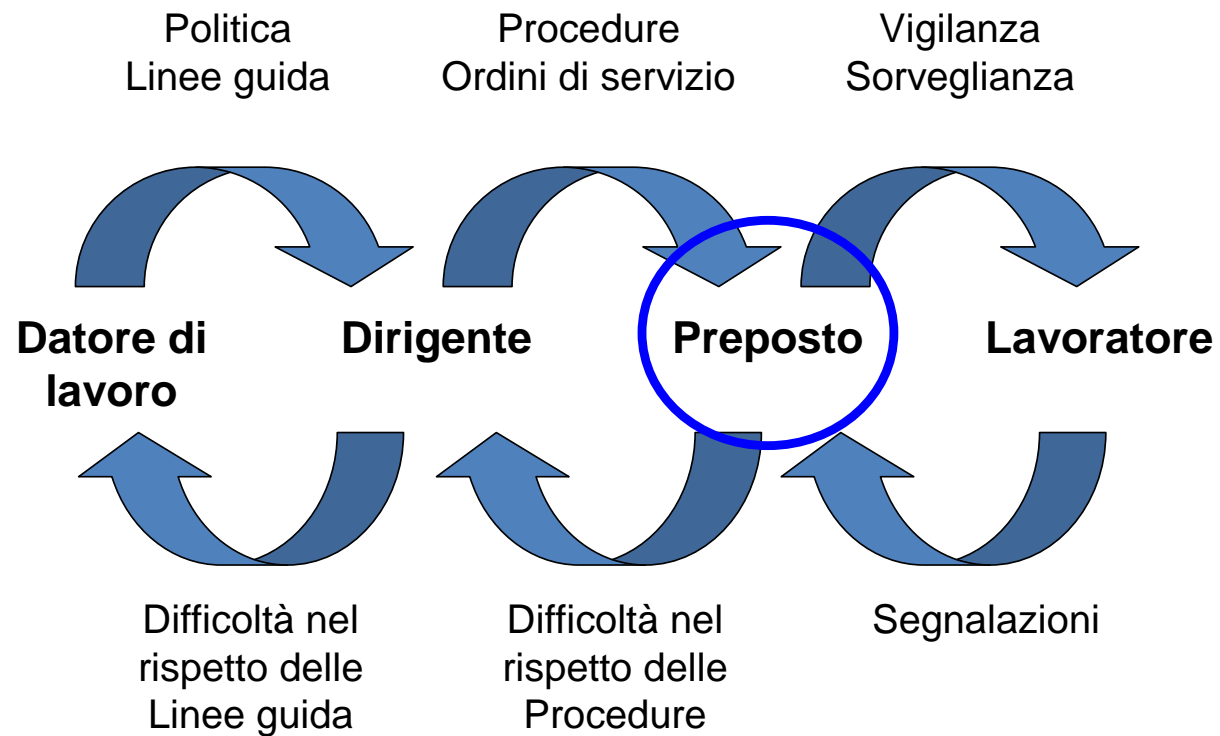 Politica
Linee guida
Procedure
Ordini di servizio
Vigilanza
Sorveglianza
Datore di
lavoro
Dirigente
Preposto
Lavoratore
Difficoltà nel
rispetto delle
Linee guida
Difficoltà nel
rispetto delle
Procedure
Segnalazioni